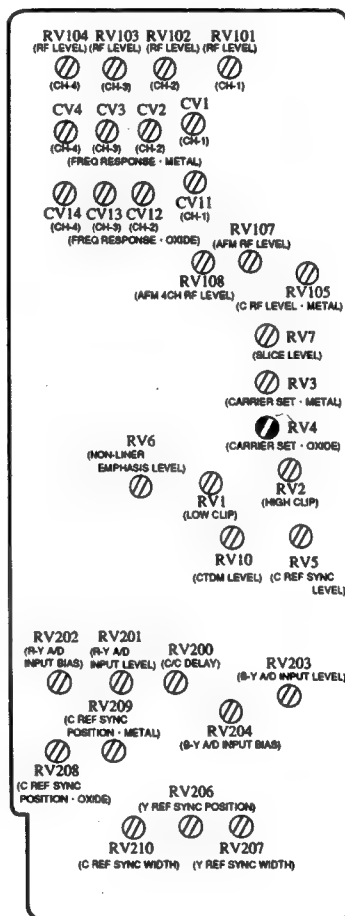 RV104 RV103 RV102 RV101
(RF LEVEL) (RF LEVEL) (RF LEVEL) (RF LEVEL)
(CH-4) (CH-3) (CH-2) (CH-1)
CV4 CV3 CV2 CV1
(CH-4) (CH-3) (CH-2) (CH-1)
(FREQ RESPONSE · METAL)
CV14 CV13 CV12 CV11
(CH-4) (CH-3) (CH-2) (CH-1)
(FREQ RESPONSE · OXIDE)
RV107
(AFM RF LEVEL)
RV108
(AFM 4CH RF LEVEL)
RV105
(C RF LEVEL · METAL)
RV7
(SLICE LEVEL)
RV3
(CARRIER SET · METAL)
RV4
(CARRIER SET · OXIDE)
RV6
(NON-LINER
EMPHASIS LEVEL)
RV1
(LOW CLIP)
RV2
(HIGH CLIP)
RV10
(CTDM LEVEL)
RV5
(C REF SYNC
LEVEL)
RV202
(R-Y A/D
INPUT BIAS)
RV201
(R-Y A/D
INPUT LEVEL)
RV200
(C/C DELAY)
RV203
(B-Y A/D INPUT LEVEL)
RV209
(C REF SYNC
POSITION · METAL)
RV204
(B-Y A/D INPUT BIAS)
RV208
(C REF SYNC
POSITION · OXIDE)
RV206
(Y REF SYNC POSITION)
RV210
(C REF SYNC WIDTH)
RV207
(Y REF SYNC WIDTH)